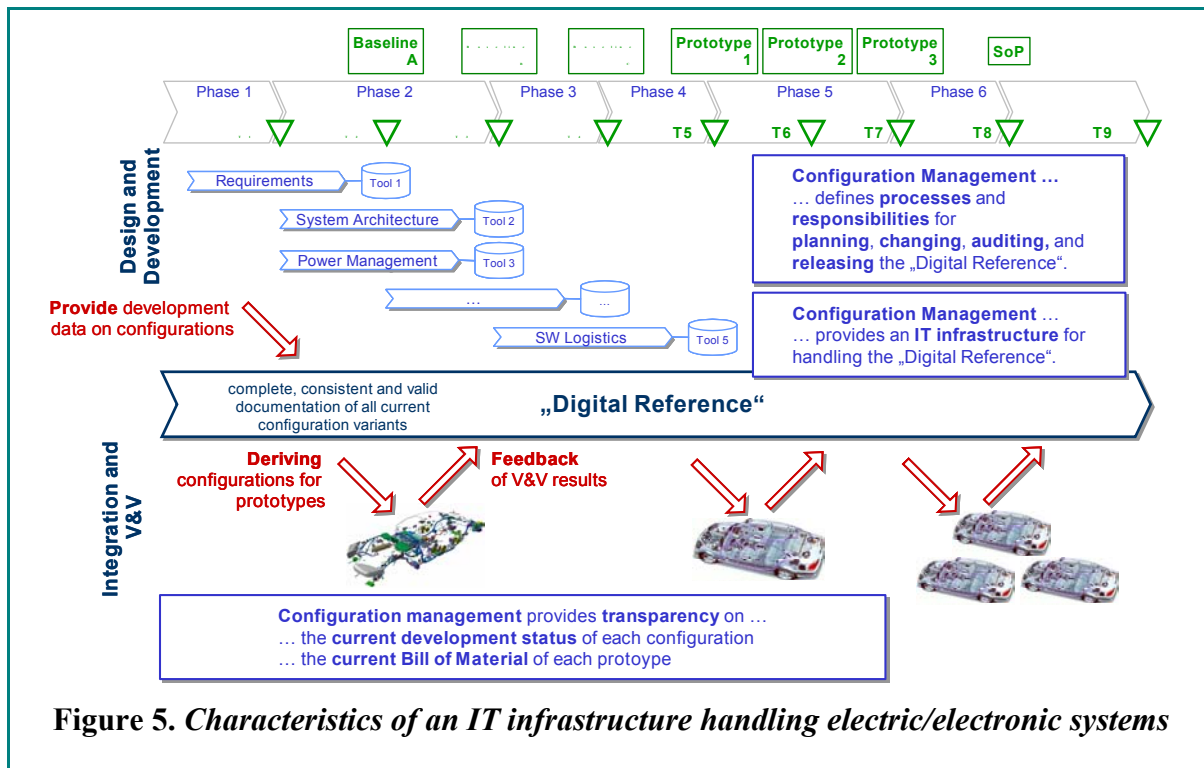 Baseline
A
. . . . ... . .
.
. . . . ... . .
.
Prototype
1
Prototype
2
Prototype
3
SoP
Phase 1
Phase 2
Phase 3
Phase 4
Phase 5
Phase 6
. .
. .
. .
. .
T5
T6
T7
T8
T9
Design and
Development
Requirements
Tool 1
System Architecture
Tool 2
Power Management
Tool 3
…
…
SW Logistics
Tool 5
Configuration Management …
… defines processes and
responsibilities for
planning, changing, auditing, and
releasing the „Digital Reference“.
Configuration Management …
… provides an IT infrastructure for
handling the „Digital Reference“.
Provide development
data on configurations
complete, consistent and valid
documentation of all current
configuration variants
„Digital Reference“
Integration and
V&V
Deriving
configurations for
prototypes
Feedback
of V&V results
Configuration management provides transparency on …
… the current development status of each configuration
… the current Bill of Material of each protoype
Figure 5. Characteristics of an IT infrastructure handling electric/electronic systems